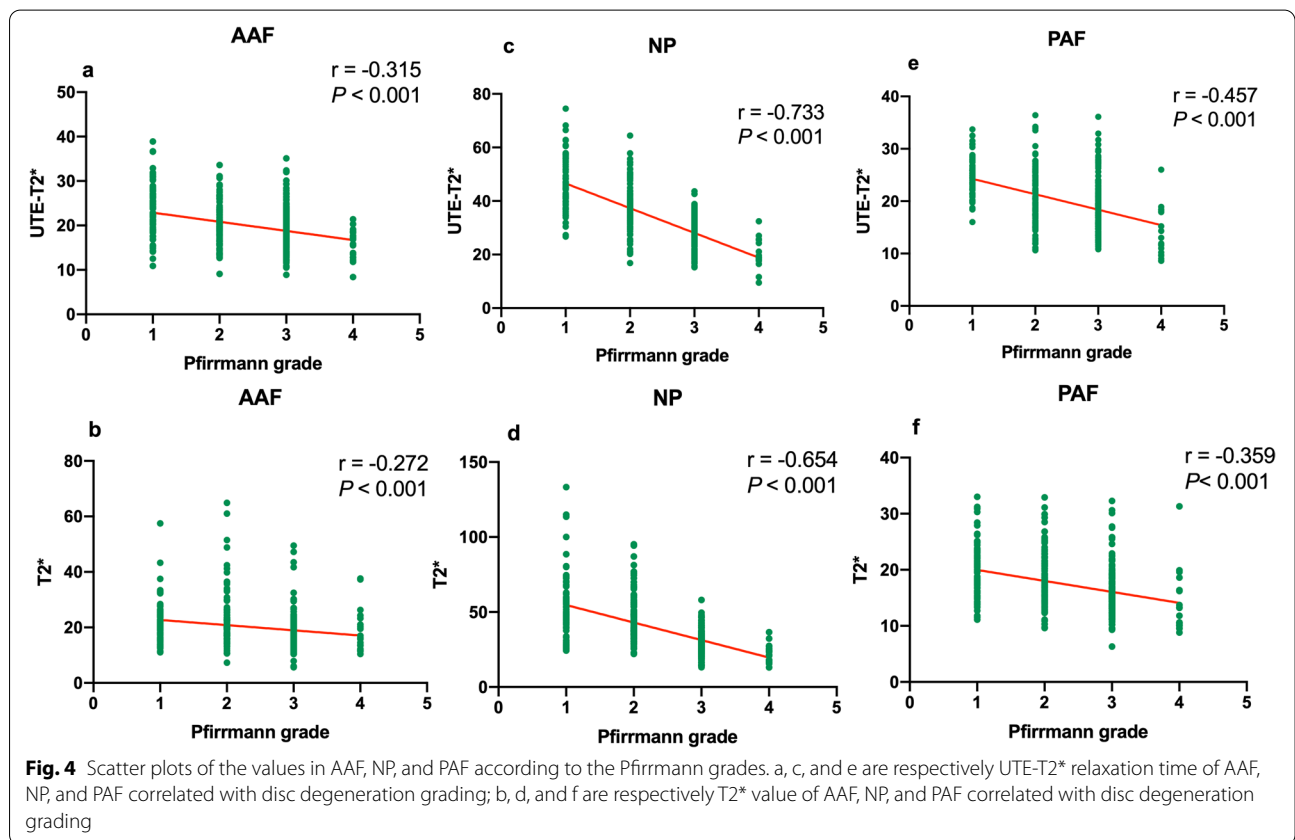 AAF
a
r = -0.315
P < 0.001
UTE-T2*
50
40
30
20
10
0
0 1 2 3 4 5
Pfirrmann grade
NP
c
r = -0.733
P < 0.001
UTE-T2*
80
60
40
20
0
0 1 2 3 4 5
Pfirrmann grade
PAF
e
r = -0.457
P < 0.001
UTE-T2*
40
30
20
10
0
0 1 2 3 4 5
Pfirrmann grade
AAF
b
r = -0.272
P < 0.001
T2*
80
60
40
20
0
0 1 2 3 4 5
Pfirrmann grade
NP
d
r = -0.654
P < 0.001
T2*
150
100
50
0
0 1 2 3 4 5
Pfirrmann grade
PAF
f
r = -0.359
P< 0.001
T2*
40
30
20
10
0
0 1 2 3 4 5
Pfirrmann grade
Fig. 4 Scatter plots of the values in AAF, NP, and PAF according to the Pfirrmann grades. a, c, and e are respectively UTE-T2* relaxation time of AAF,
NP, and PAF correlated with disc degeneration grading; b, d, and f are respectively T2* value of AAF, NP, and PAF correlated with disc degeneration
grading